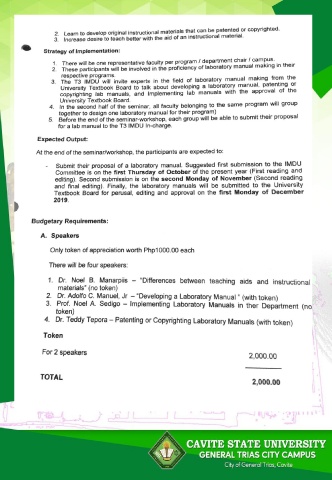 2. Learn to develop original instructional materials that can be patented or copyrighted.
3. Increase desire to teach better with the aid of an instructional material.
Strategy of Implementation:
1. There will be one representative faculty per program / department chair / campus.
2. These participants will be involved in the proficiency of laboratory manual making in their
respective programs.
3. The T3 IMDU will invite experts in the field of laboratory manual making from the
University Textbook Board to talk about developing a laboratory manual, patenting or
copyrighting lab manuals, and implementing lab manuals with the approval of the
University Textbook Board.
4. In the second half of the seminar, all faculty belonging to the same program will group
together to design one laboratory manual for their program)
5. Before the end of the seminar-workshop, each group will be able to submit their proposal
for a lab manual to the T3 IMDU In-charge.
Expected Output:
At the end of the seminar/workshop, the participants are expected to:
- Submit their proposal of a laboratory manual. Suggested first submission to the IMDU
Committee is on the first Thursday of October of the present year (First reading and
editing). Second submission is on the second Monday of November (Second reading
and final editing). Finally, the laboratory manuals will be submitted to the University
Textbook Board for perusal, editing and approval on the first Monday of December
2019.
Budgetary Requirements:
A. Speakers
Only token of appreciation worth Php1000.00 each
There will be four speakers:
1. Dr. Noel B. Manarpiis – "Differences between teaching aids and instructional
materials" (no token)
2. Dr. Adolfo C. Manuel, Jr – "Developing a Laboratory Manual " (with token)
3. Prof. Noel A. Sedigo – Implementing Laboratory Manuals in ther Department (no
token)
4. Dr. Teddy Tepora – Patenting or Copyrighting Laboratory Manuals (with token)
Token
For 2 speakers 2,000.00
TOTAL 2,000.00
CAVITE STATE UNIVERSITY
GENERAL TRIAS CITY CAMPUS
City of General Trias, Cavite